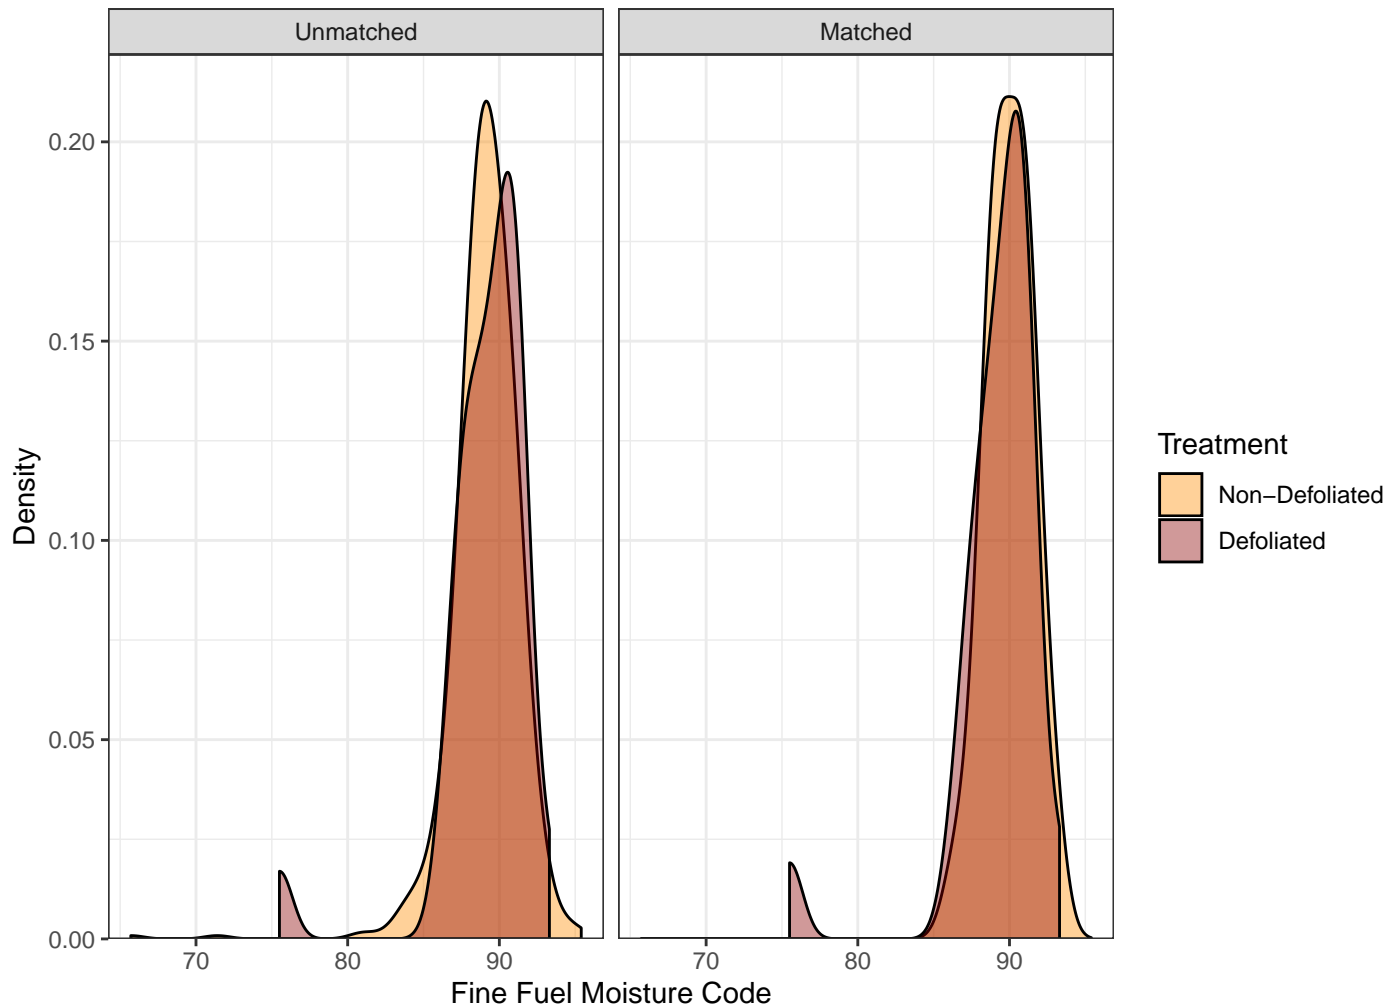 Unmatched
Matched
0.20
0.15
0.10
0.05
0.00
Density
70 80 90
70 80 90
Fine Fuel Moisture Code
Treatment
Non−Defoliated
Defoliated